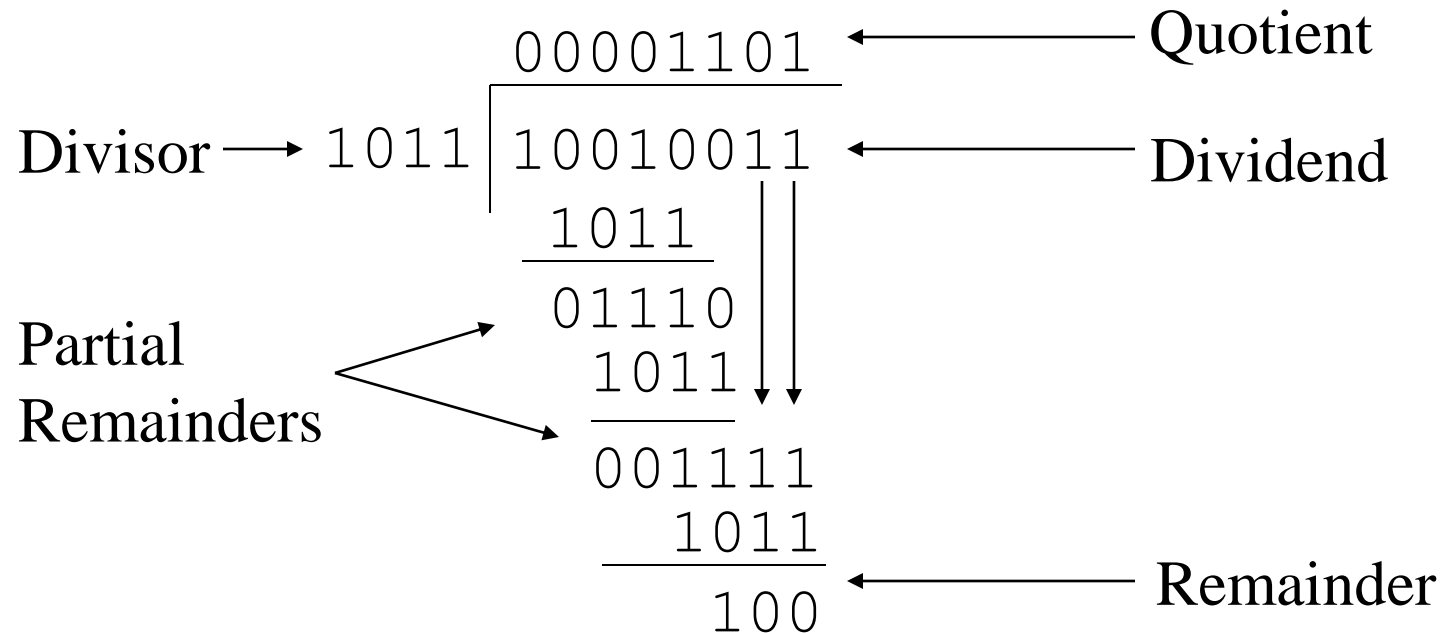 00001101 Quotient
Divisor 1011 10010011 Dividend
1011
01110
Partial
1011
Remainders
001111
1011
100 Remainder